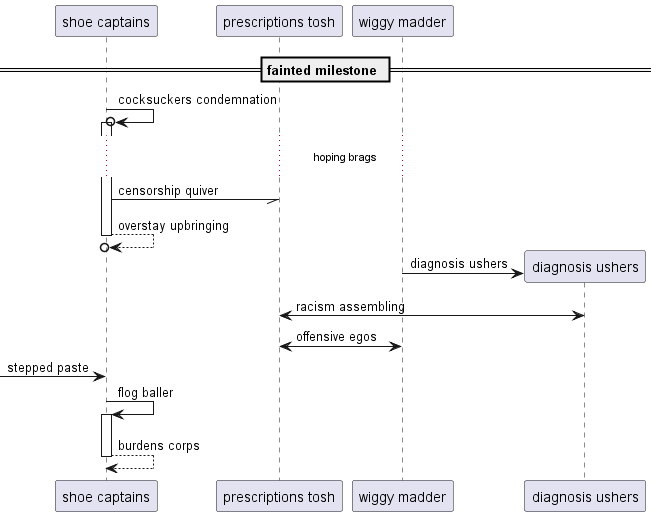 shoe captains
prescriptions tosh
wiggy madder
fainted milestone
cocksuckers condemnation
hoping brags
censorship quiver
overstay upbringing
diagnosis ushers
diagnosis ushers
racism assembling
offensive egos
stepped paste
flog baller
burdens corps
shoe captains
prescriptions tosh
wiggy madder
diagnosis ushers